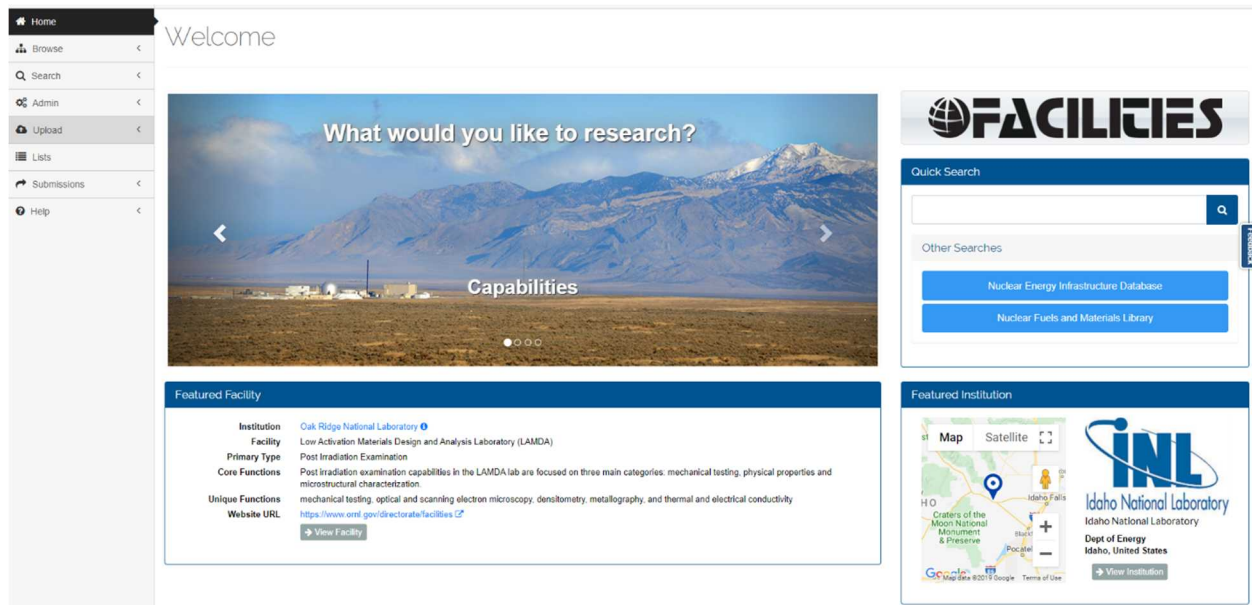 Home
Browse
Search
Admin
Upload
Lists
Submissions
Help
Welcome
What would you like to research?
Capabilities
FACILITIES
Quick Search
Other Searches
Nuclear Energy Infrastructure Database
Nuclear Fuels and Materials Library
Feedback
Featured Facility
Institution Oak Ridge National Laboratory
Facility Low Activation Materials Design and Analysis Laboratory (LAMDA)
Primary Type Post Irradiation Examination
Core Functions Post irradiation examination capabilities in the LAMDA lab are focused on three main categories: mechanical testing, physical properties and
microstructural characterization.
Unique Functions mechanical testing, optical and scanning electron microscopy, densitometry, metallography, and thermal and electrical conductivity
Website URL https://www.ornl.gov/directorate/facilities
View Facility
Featured Institution
Map Satellite
Idaho Falls
Craters of the
Moon National
Monument
& Preserve
Google Map data ©2019 Google Terms of Use
INL
Idaho National Laboratory
Idaho National Laboratory
Dept of Energy
Idaho, United States
View Institution